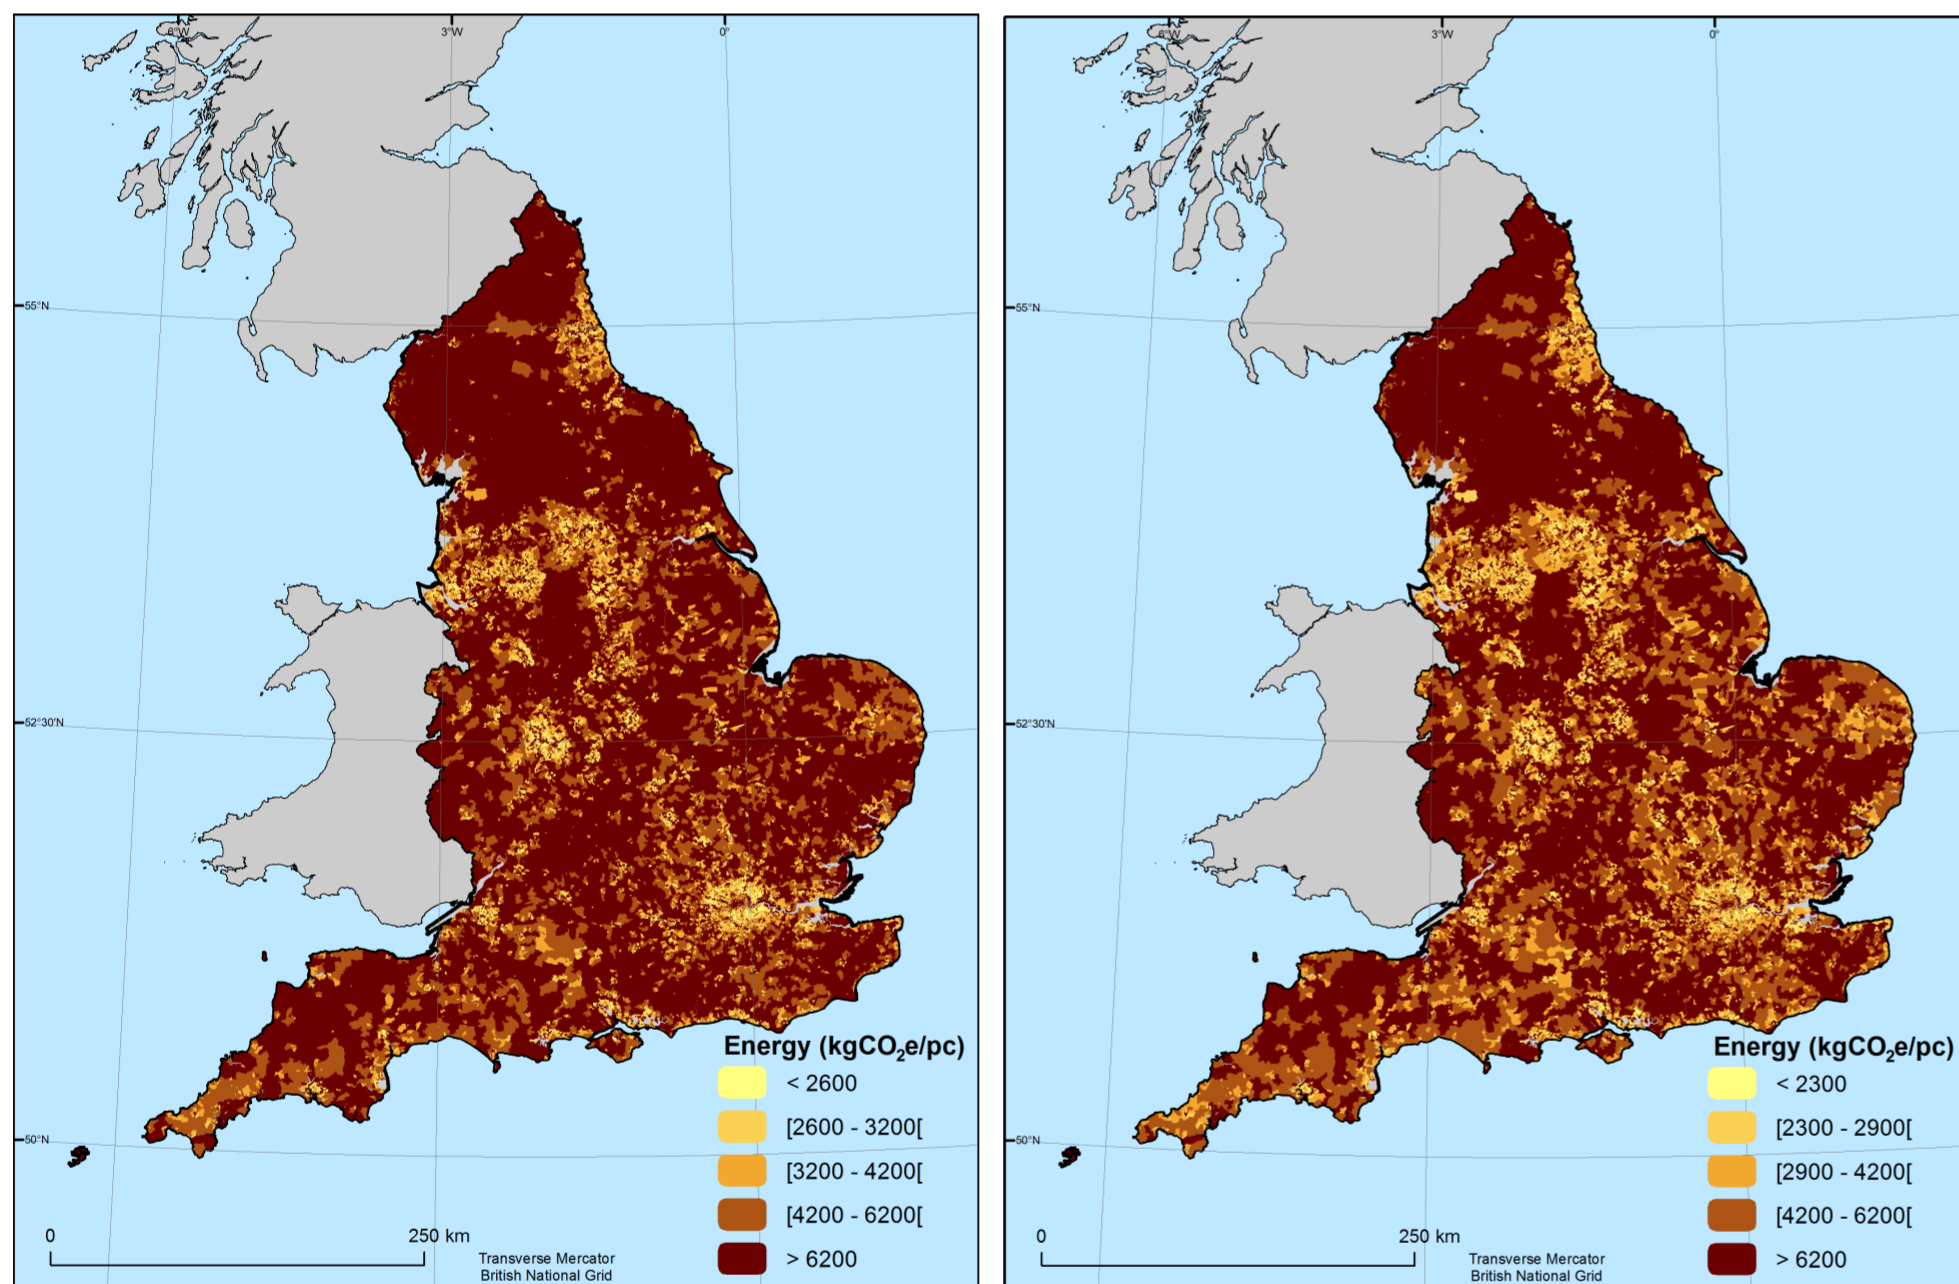 6°W 3°W 0°
55°N
52°30'N
50°N
Energy (kgCO₂e/pc)
< 2600
[2600 - 3200[
[3200 - 4200[
[4200 - 6200[
> 6200
0 250 km
Transverse Mercator
British National Grid
6°W 3°W 0°
55°N
52°30'N
50°N
Energy (kgCO₂e/pc)
< 2300
[2300 - 2900[
[2900 - 4200[
[4200 - 6200[
> 6200
0 250 km
Transverse Mercator
British National Grid